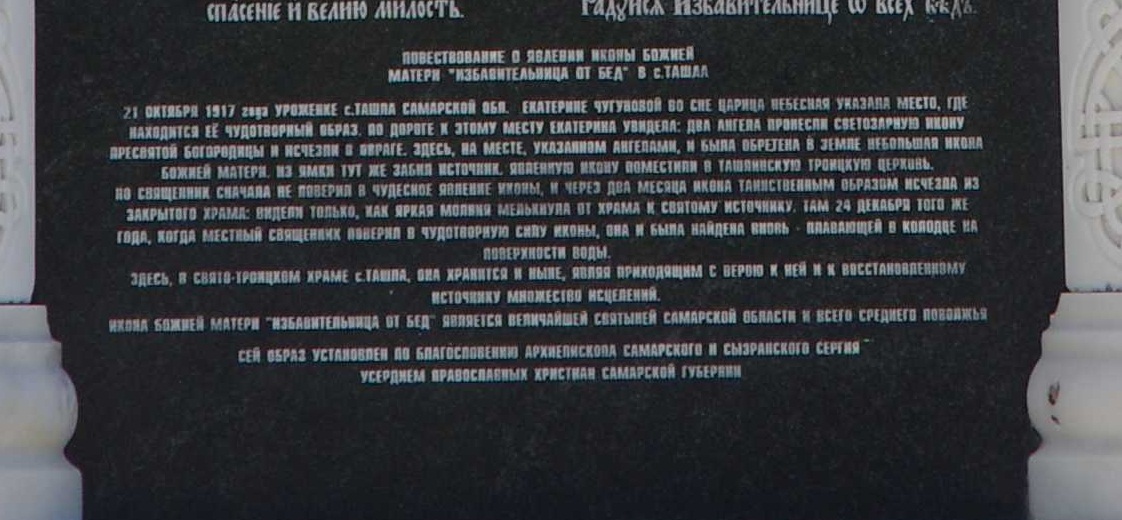 спасенїе и велїю милость.
радуися Избавительнице ѿ всех бѣдъ.
ПОВЕСТВОВАНИЕ О ЯВЛЕНИИ ИКОНЫ БОЖИЕЙ
МАТЕРИ "ИЗБАВИТЕЛЬНИЦА ОТ БЕД" В с.ТАШЛА
21 ОКТЯБРЯ 1917 года УРОЖЕНКЕ с.ТАШЛА САМАРСКОЙ ОБЛ. ЕКАТЕРИНЕ ЧУГУНОВОЙ ВО СНЕ ЦАРИЦА НЕБЕСНАЯ УКАЗАЛА МЕСТО, ГДЕ
НАХОДИТСЯ ЕЁ ЧУДОТВОРНЫЙ ОБРАЗ. ПО ДОРОГЕ К ЭТОМУ МЕСТУ ЕКАТЕРИНА УВИДЕЛА: ДВА АНГЕЛА ПРОНЕСЛИ СВЕТОЗАРНУЮ ИКОНУ
ПРЕСВЯТОЙ БОГОРОДИЦЫ И ИСЧЕЗЛИ В ОВРАГЕ. ЗДЕСЬ, НА МЕСТЕ, УКАЗАННОМ АНГЕЛАМИ, И БЫЛА ОБРЕТЕНА В ЗЕМЛЕ НЕБОЛЬШАЯ ИКОНА
БОЖИЕЙ МАТЕРИ. ИЗ ЯМКИ ТУТ ЖЕ ЗАБИЛ ИСТОЧНИК. ЯВЛЕННУЮ ИКОНУ ПОМЕСТИЛИ В ТАШЛИНСКУЮ ТРОИЦКУЮ ЦЕРКОВЬ.
НО СВЯЩЕННИК СНАЧАЛА НЕ ПОВЕРИЛ В ЧУДЕСНОЕ ЯВЛЕНИЕ ИКОНЫ, И ЧЕРЕЗ ДВА МЕСЯЦА ИКОНА ТАИНСТВЕННЫМ ОБРАЗОМ ИСЧЕЗЛА ИЗ
ЗАКРЫТОГО ХРАМА: ВИДЕЛИ ТОЛЬКО, КАК ЯРКАЯ МОЛНИЯ МЕЛЬКНУЛА ОТ ХРАМА К СВЯТОМУ ИСТОЧНИКУ. ТАМ 24 ДЕКАБРЯ ТОГО ЖЕ
ГОДА, КОГДА МЕСТНЫЙ СВЯЩЕННИК ПОВЕРИЛ В ЧУДОТВОРНУЮ СИЛУ ИКОНЫ, ОНА И БЫЛА НАЙДЕНА ВНОВЬ - ПЛАВАЮЩЕЙ В КОЛОДЦЕ НА
ПОВЕРХНОСТИ ВОДЫ.
ЗДЕСЬ, В СВЯТО-ТРОИЦКОМ ХРАМЕ с.ТАШЛА, ОНА ХРАНИТСЯ И НЫНЕ, ЯВЛЯЯ ПРИХОДЯЩИМ С ВЕРОЮ К НЕЙ И К ВОССТАНОВЛЕННОМУ
ИСТОЧНИКУ МНОЖЕСТВО ИСЦЕЛЕНИЙ.
ИКОНА БОЖИЕЙ МАТЕРИ "ИЗБАВИТЕЛЬНИЦА ОТ БЕД" ЯВЛЯЕТСЯ ВЕЛИЧАЙШЕЙ СВЯТЫНЕЙ САМАРСКОЙ ОБЛАСТИ И ВСЕГО СРЕДНЕГО ПОВОЛЖЬЯ
СЕЙ ОБРАЗ УСТАНОВЛЕН ПО БЛАГОСЛОВЕНИЮ АРХИЕПИСКОПА САМАРСКОГО И СЫЗРАНСКОГО СЕРГИЯ
УСЕРДИЕМ ПРАВОСЛАВНЫХ ХРИСТИАН САМАРСКОЙ ГУБЕРНИИ